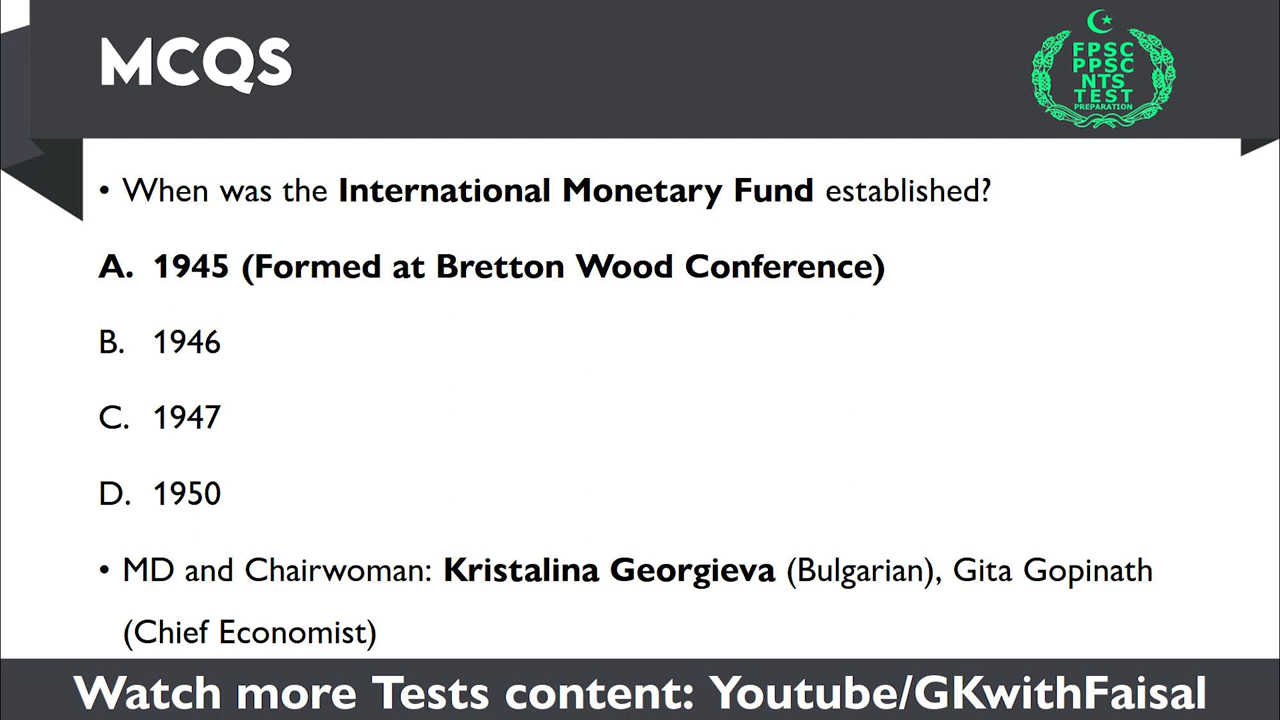 MCQS
FPSC
PPSC
NTS
TEST
PREPARATION
• When was the International Monetary Fund established?
A. 1945 (Formed at Bretton Wood Conference)
B. 1946
C. 1947
D. 1950
• MD and Chairwoman: Kristalina Georgieva (Bulgarian), Gita Gopinath
(Chief Economist)
Watch more Tests content: Youtube/GKwithFaisal